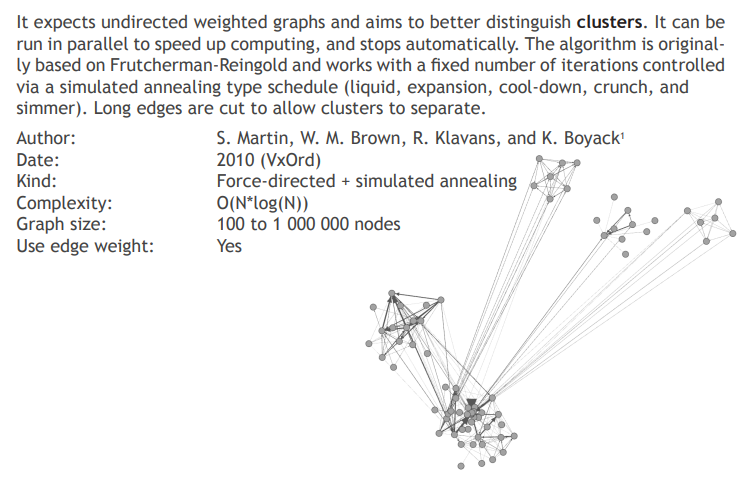 It expects undirected weighted graphs and aims to better distinguish clusters. It can be
run in parallel to speed up computing, and stops automatically. The algorithm is original-
ly based on Frutcherman-Reingold and works with a fixed number of iterations controlled
via a simulated annealing type schedule (liquid, expansion, cool-down, crunch, and
simmer). Long edges are cut to allow clusters to separate.
Author: S. Martin, W. M. Brown, R. Klavans, and K. Boyack¹
Date: 2010 (VxOrd)
Kind: Force-directed + simulated annealing
Complexity: O(N*log(N))
Graph size: 100 to 1 000 000 nodes
Use edge weight: Yes